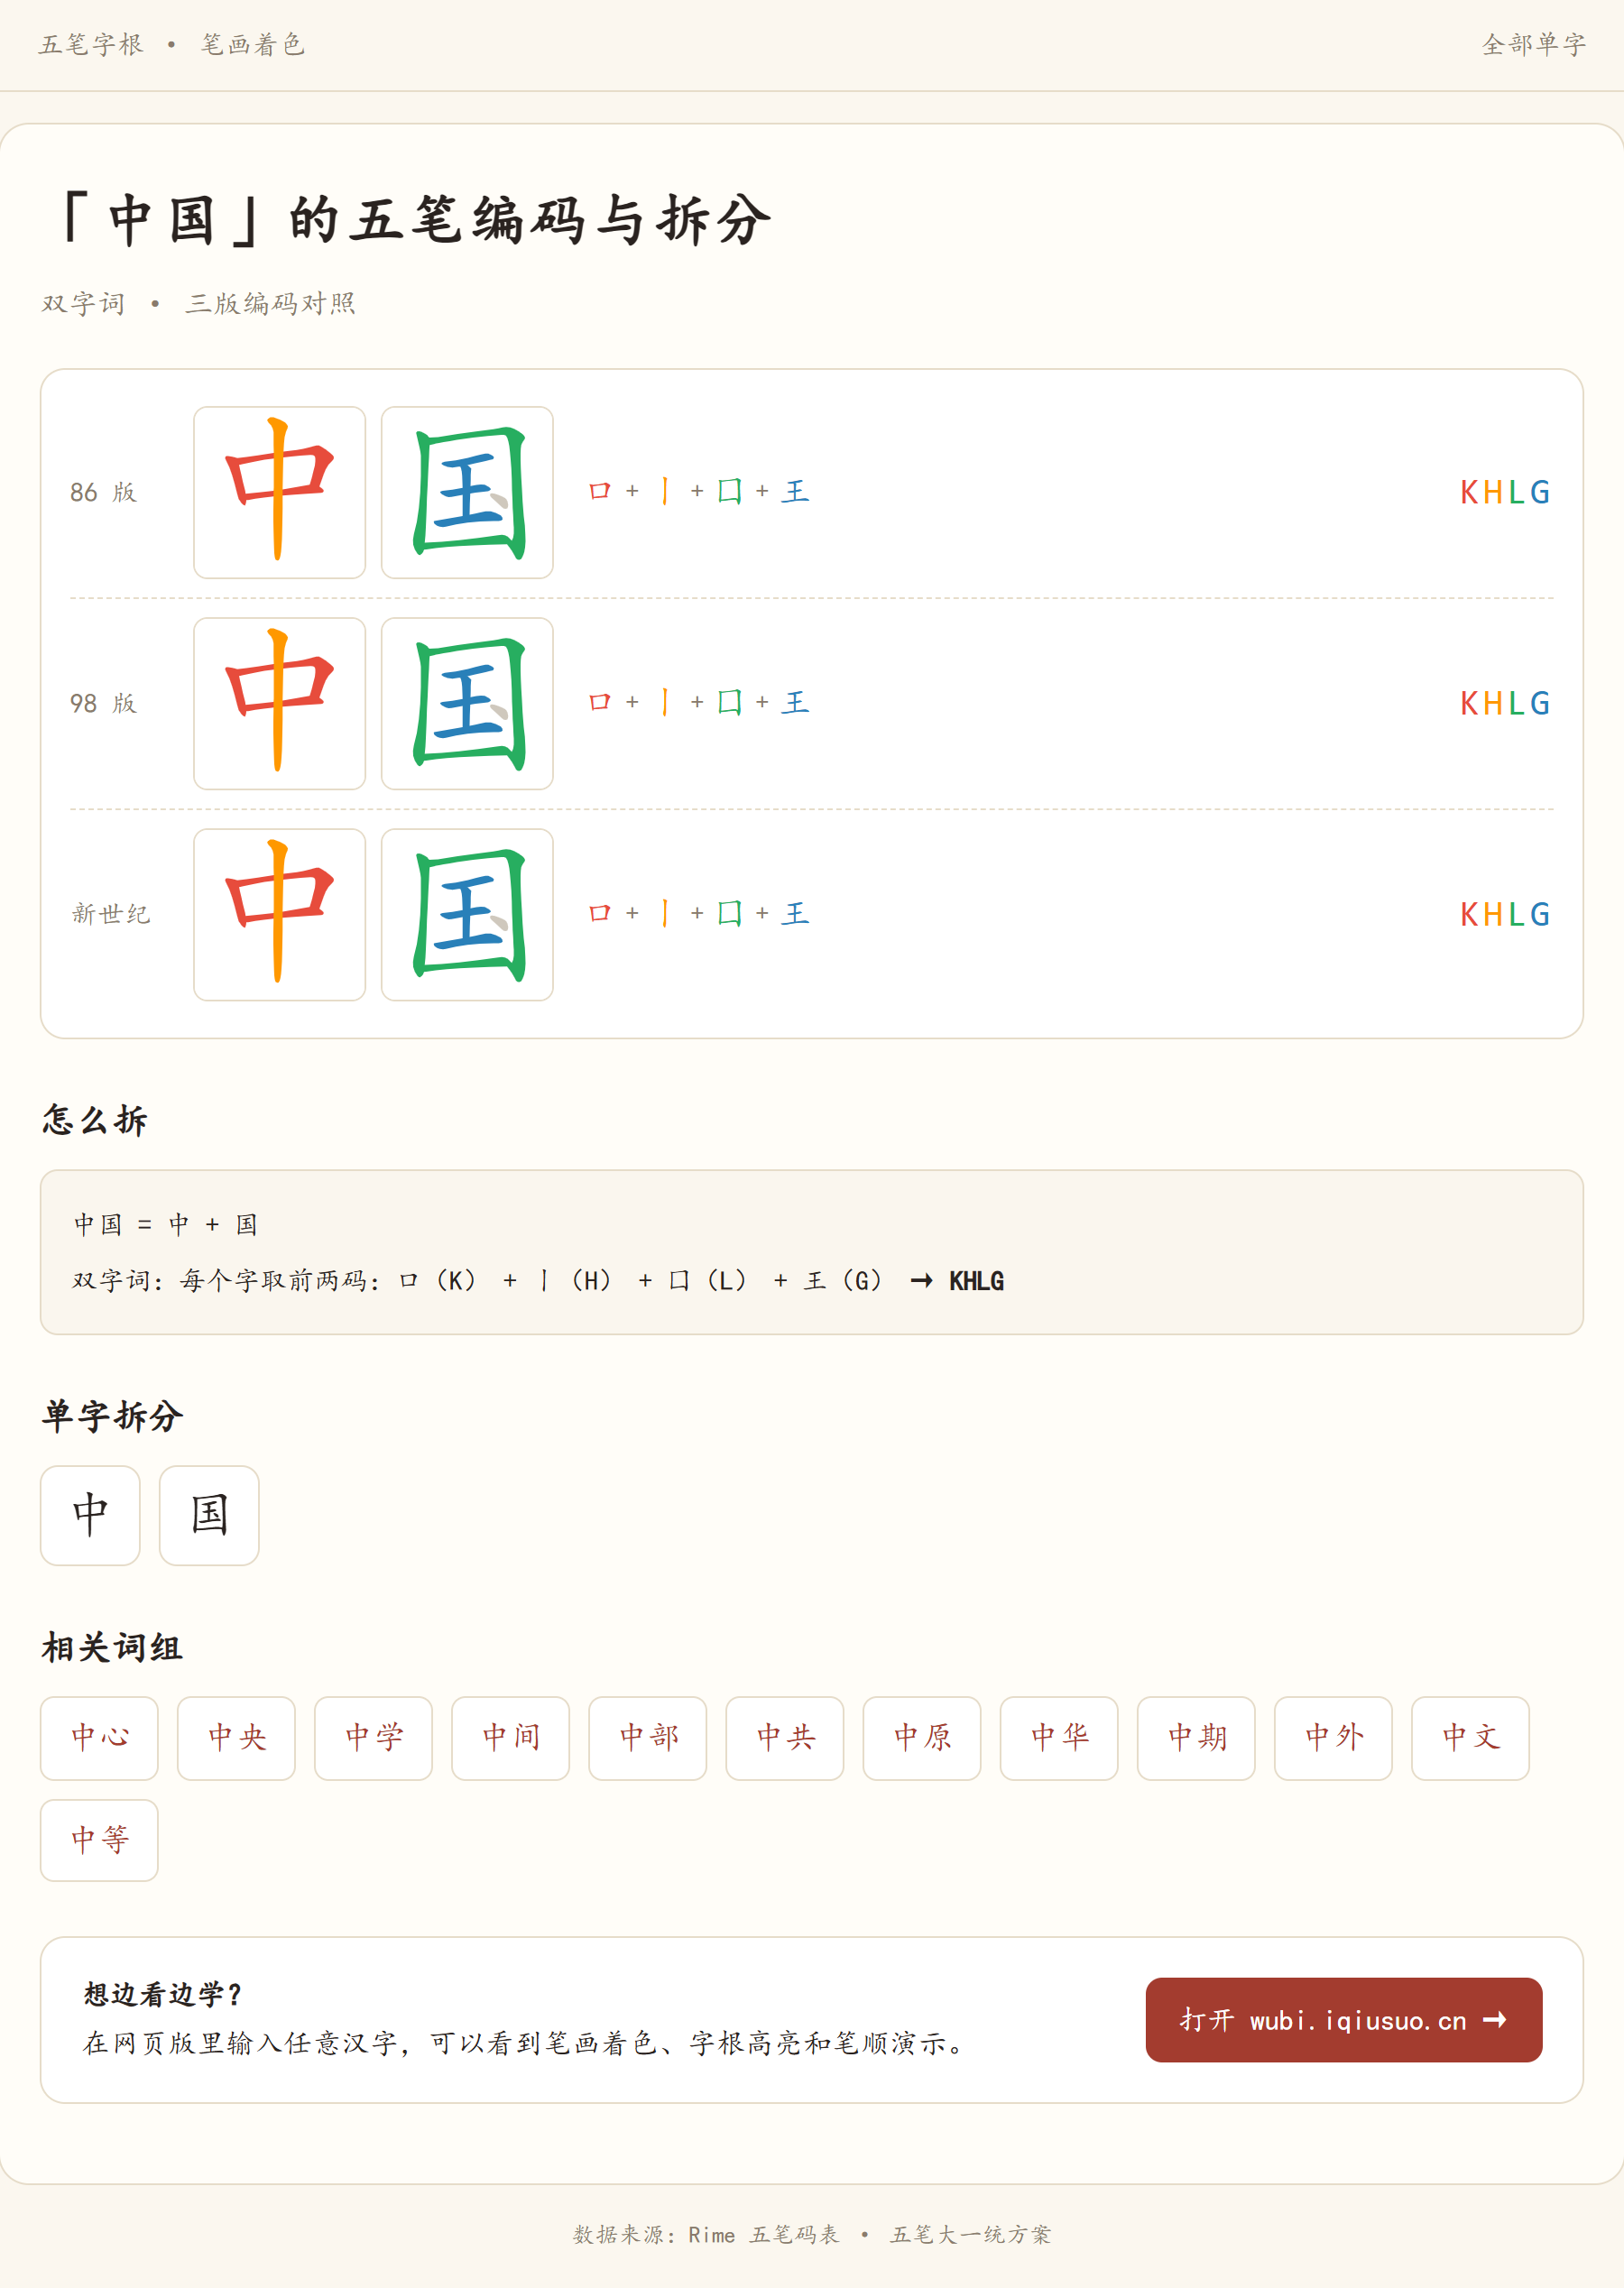 五笔字根 • 笔画着色
全部单字
「中国」的五笔编码与拆分
双字词 • 三版编码对照
86 版 中 国 口 + 丨 + 囗 + 王 KHLG
98 版 中 国 口 + 丨 + 囗 + 王 KHLG
新世纪 中 国 口 + 丨 + 囗 + 王 KHLG
怎么拆
中国 = 中 + 国
双字词：每个字取前两码：口（K） + 丨（H） + 囗（L） + 王（G） → KHLG
单字拆分
中 国
相关词组
中心 中央 中学 中间 中部 中共 中原 中华 中期 中外 中文
中等
想边看边学？
在网页版里输入任意汉字，可以看到笔画着色、字根高亮和笔顺演示。
打开 wubi.iqiusuo.cn →
数据来源：Rime 五笔码表 • 五笔大一统方案